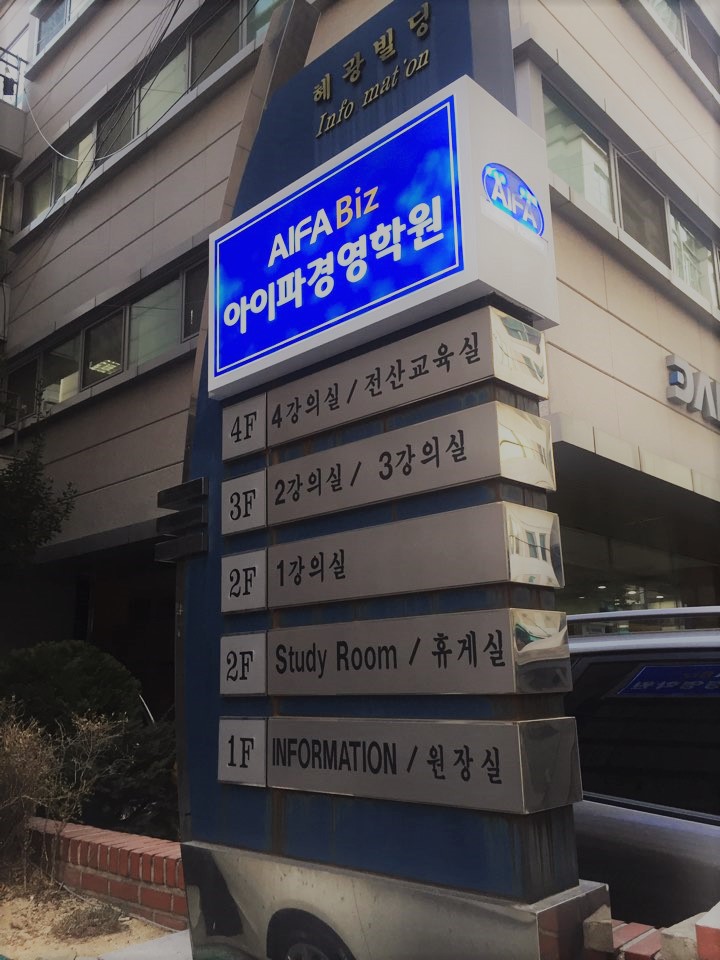 혜광빌딩
Info mat on
AIFA Biz
아이파경영학원
AIFA
4F 4강의실 / 전산교육실
3F 2강의실 / 3강의실
2F 1강의실
2F Study Room / 휴게실
1F INFORMATION / 원장실